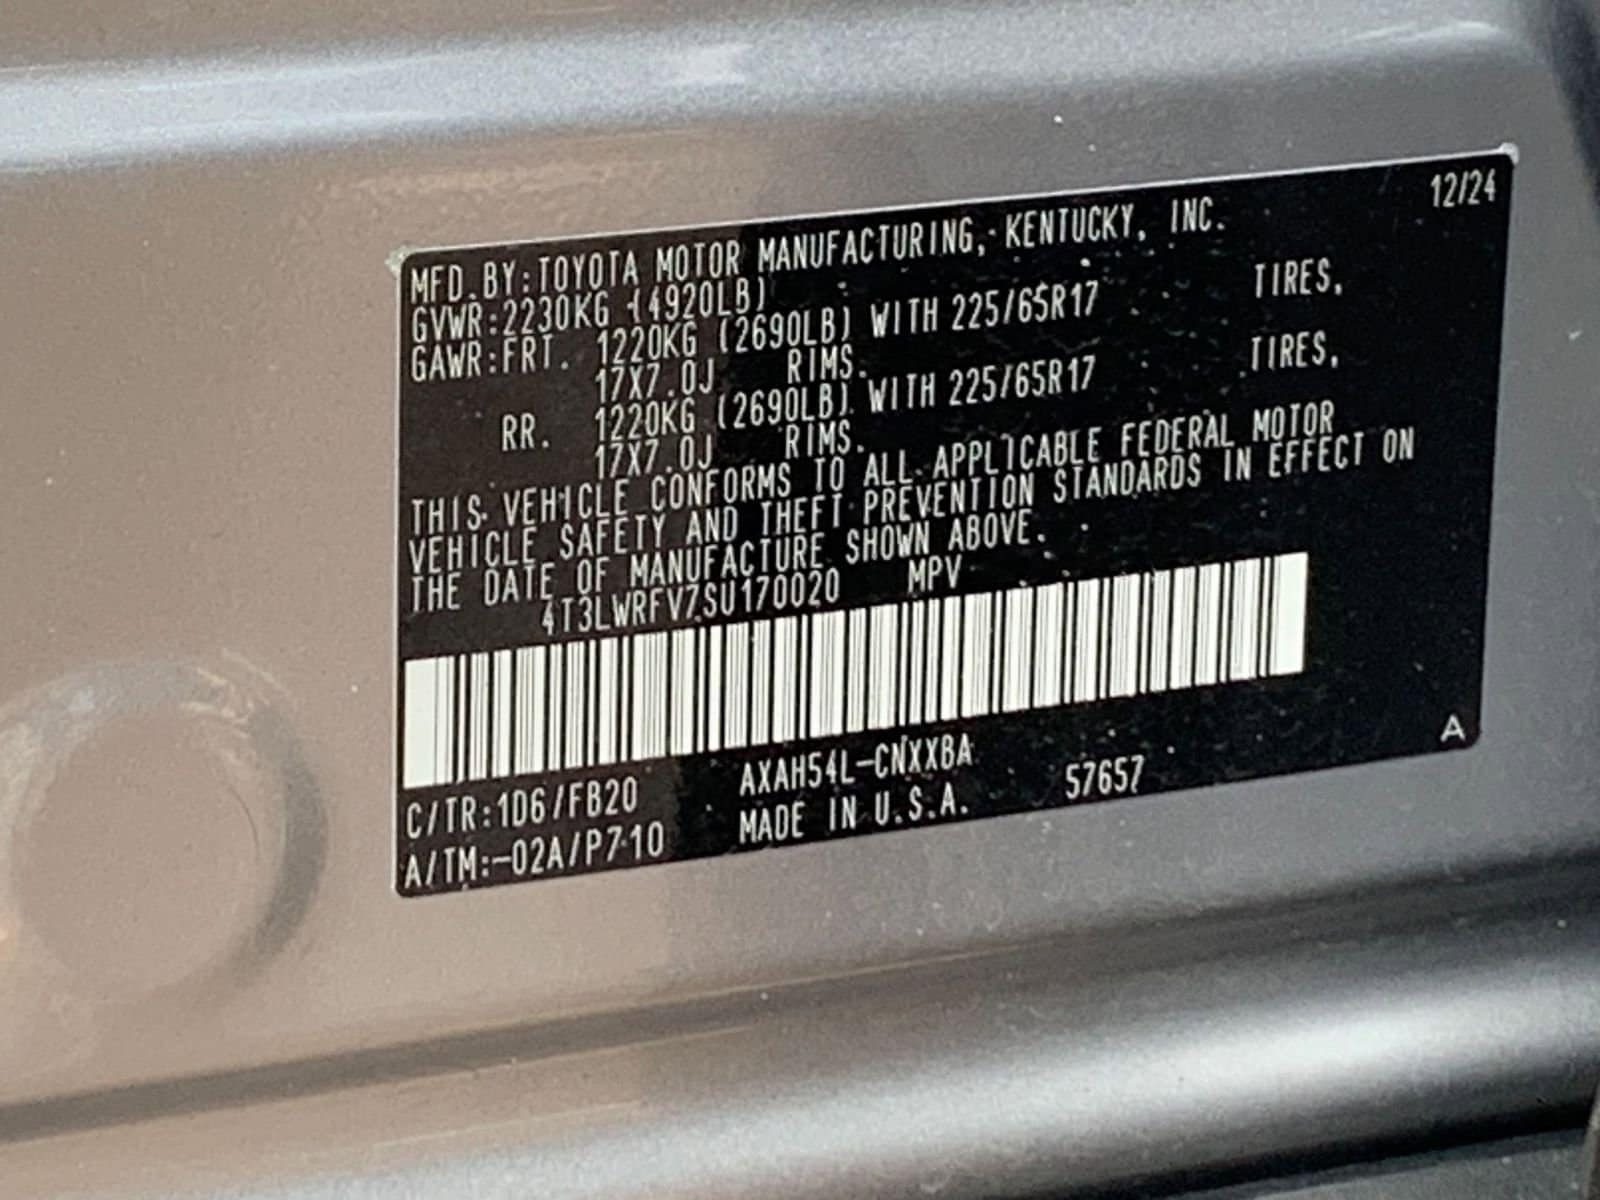 12/24
MFD.BY:TOYOTA MOTOR MANUFACTURING, KENTUCKY, INC.
GVWR:2230KG (4920LB)
GAWR:FRT. 1220KG (2690LB) WITH 225/65R17 TIRES,
17X7.0J RIMS.
RR. 1220KG (2690LB) WITH 225/65R17 TIRES,
17X7.0J RIMS.
THIS VEHICLE CONFORMS TO ALL APPLICABLE FEDERAL MOTOR
VEHICLE SAFETY AND THEFT PREVENTION STANDARDS IN EFFECT ON
THE DATE OF MANUFACTURE SHOWN ABOVE.
4T3LWRFV7SU170020 MPV
AXAH54L-CNXXBA
C/TR:1D6/FB20
A/TM:-02A/P710
MADE IN U.S.A. 57657
A